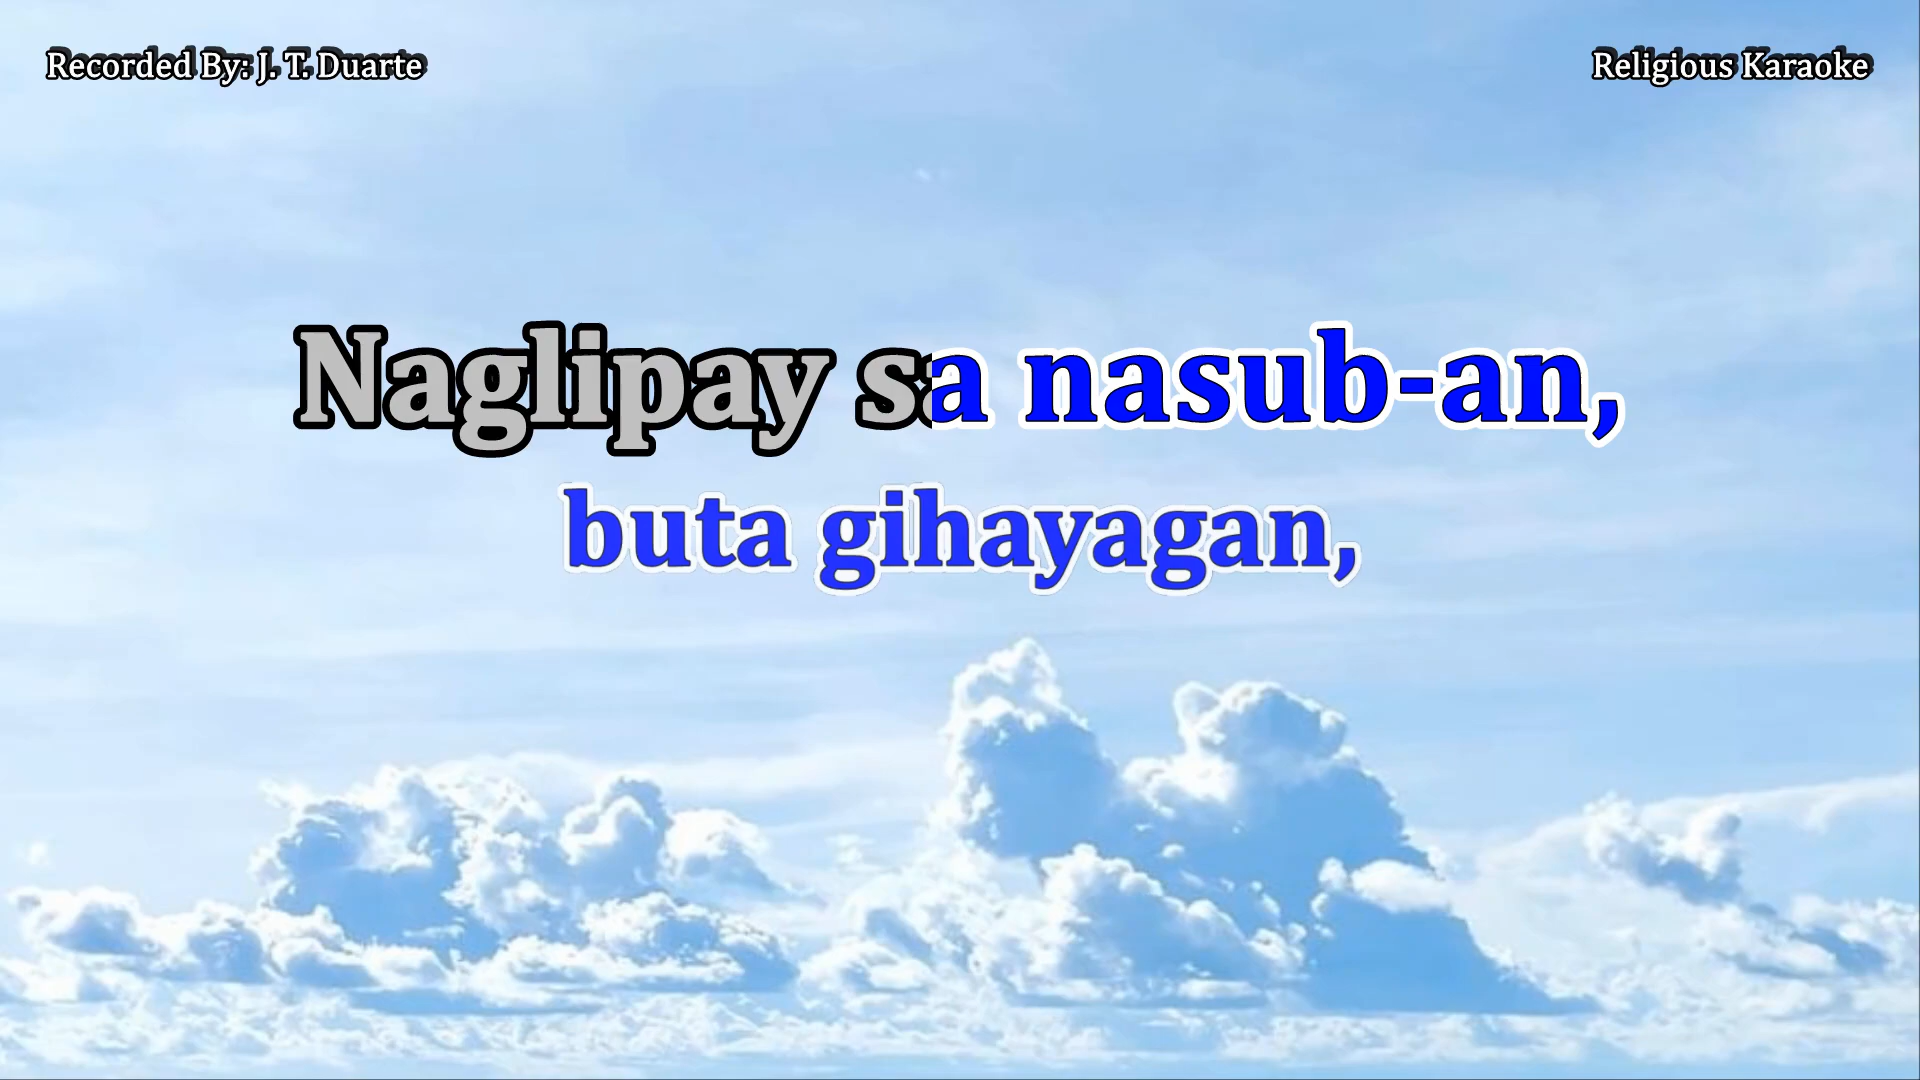 Recorded By: J. T. Duarte
Religious Karaoke
Naglipay sa nasub-an,
buta gihayagan,